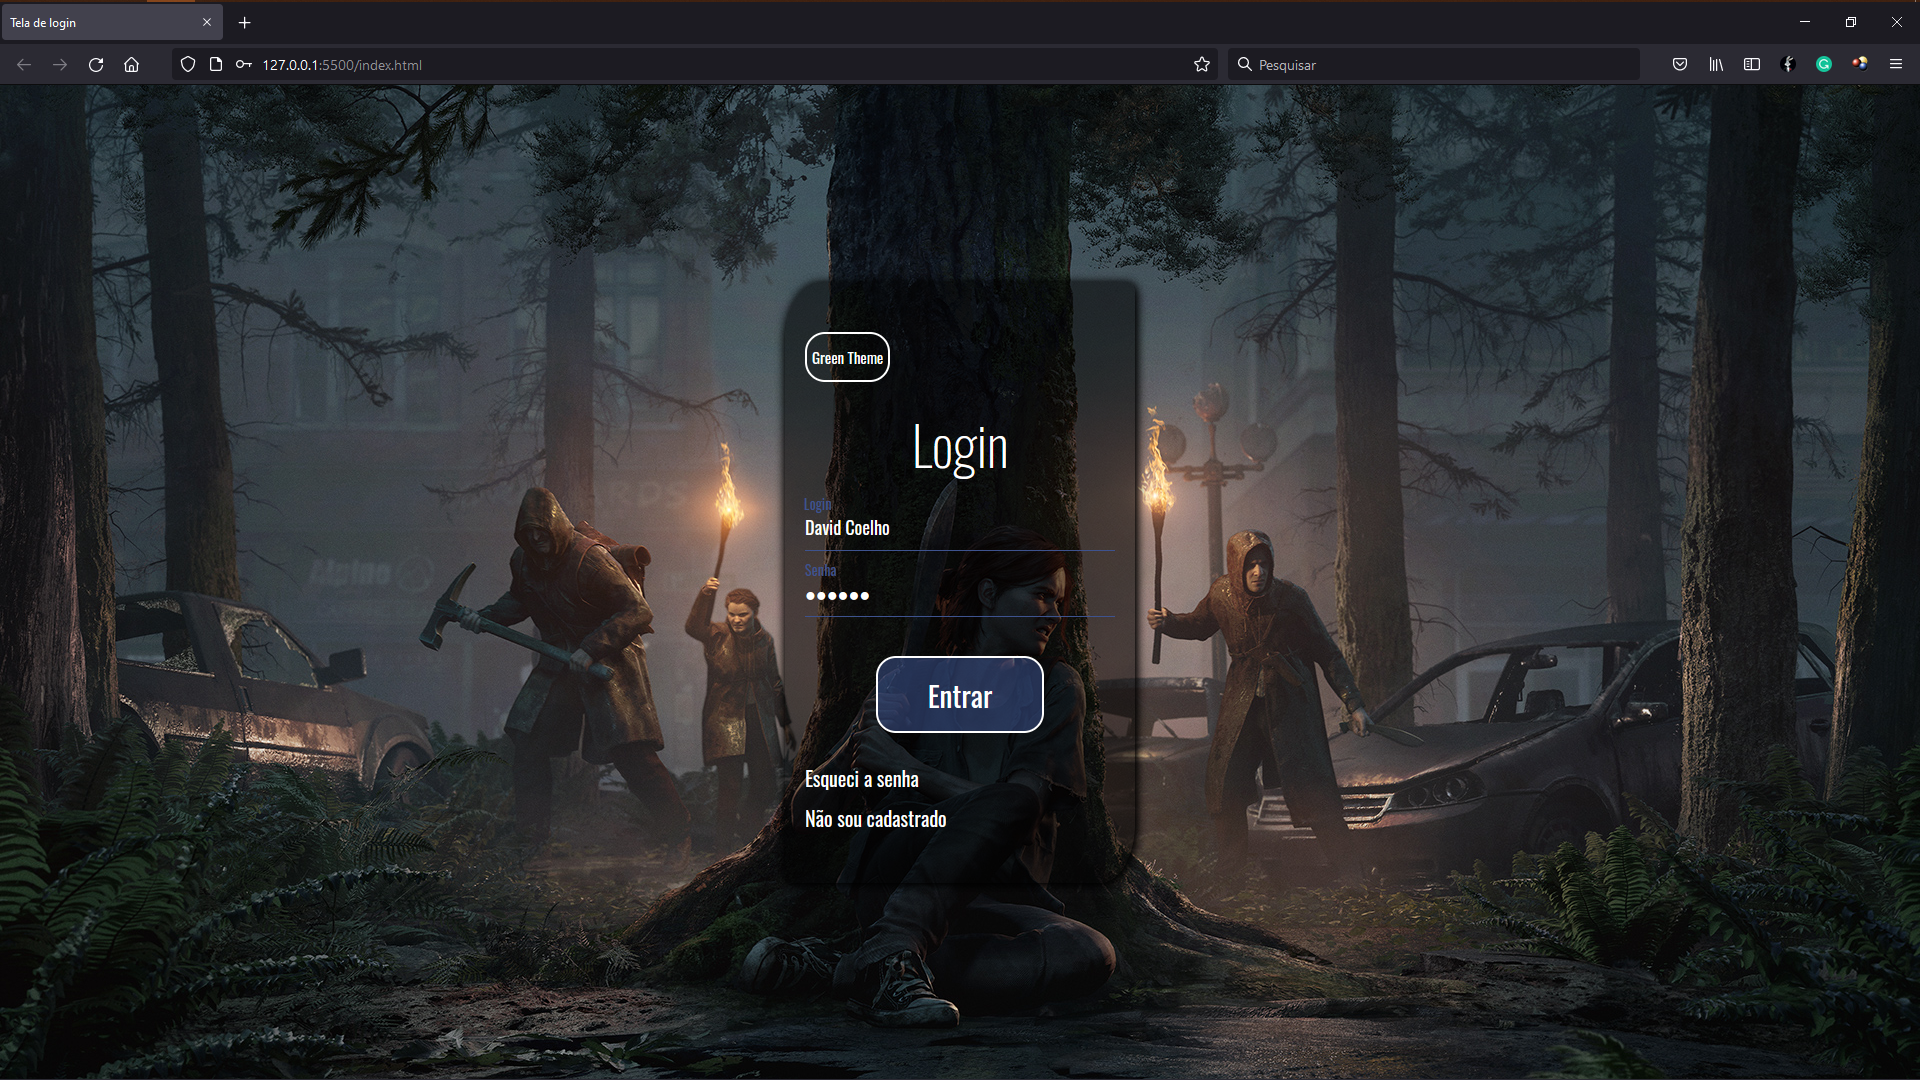 Tela de login
127.0.0.1:5500/index.html
Pesquisar
Green Theme
Login
Login
David Coelho
Senha
●●●●●●
Entrar
Esqueci a senha
Não sou cadastrado